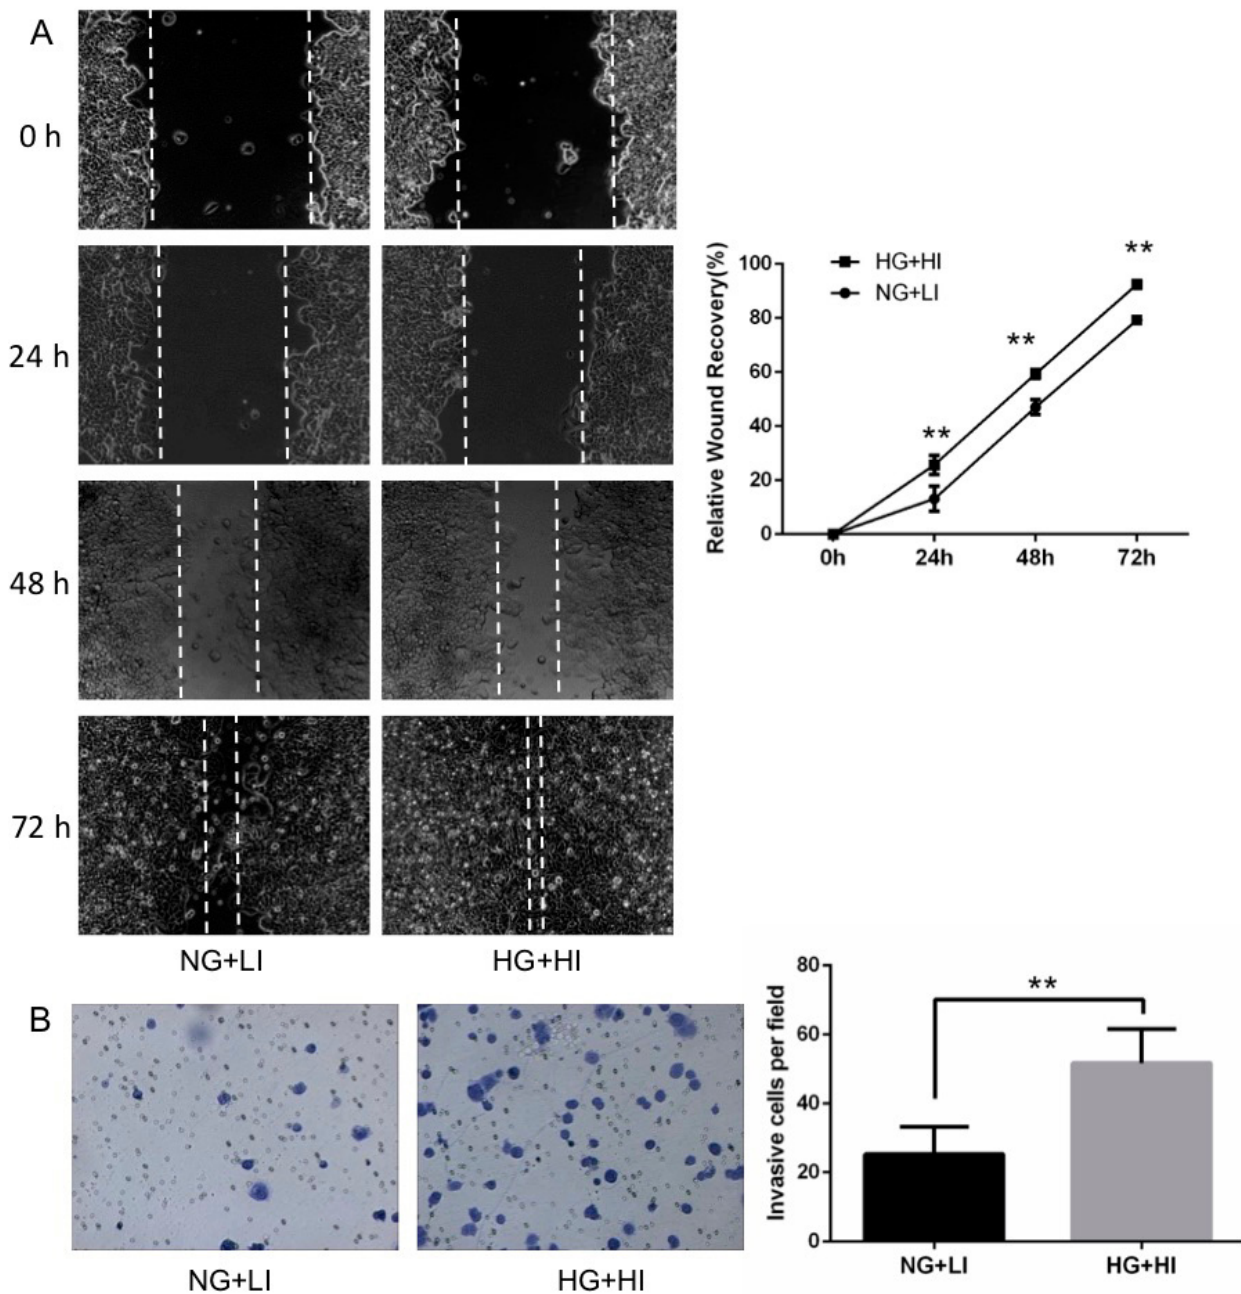 A
0 h
24 h
48 h
72 h
NG+LI
HG+HI
Relative Wound Recovery(%)
100
80
60
40
20
0
0h
24h
48h
72h
HG+HI
NG+LI
**
**
**
B
NG+LI
HG+HI
Invasive cells per field
80
60
40
20
0
**
NG+LI
HG+HI